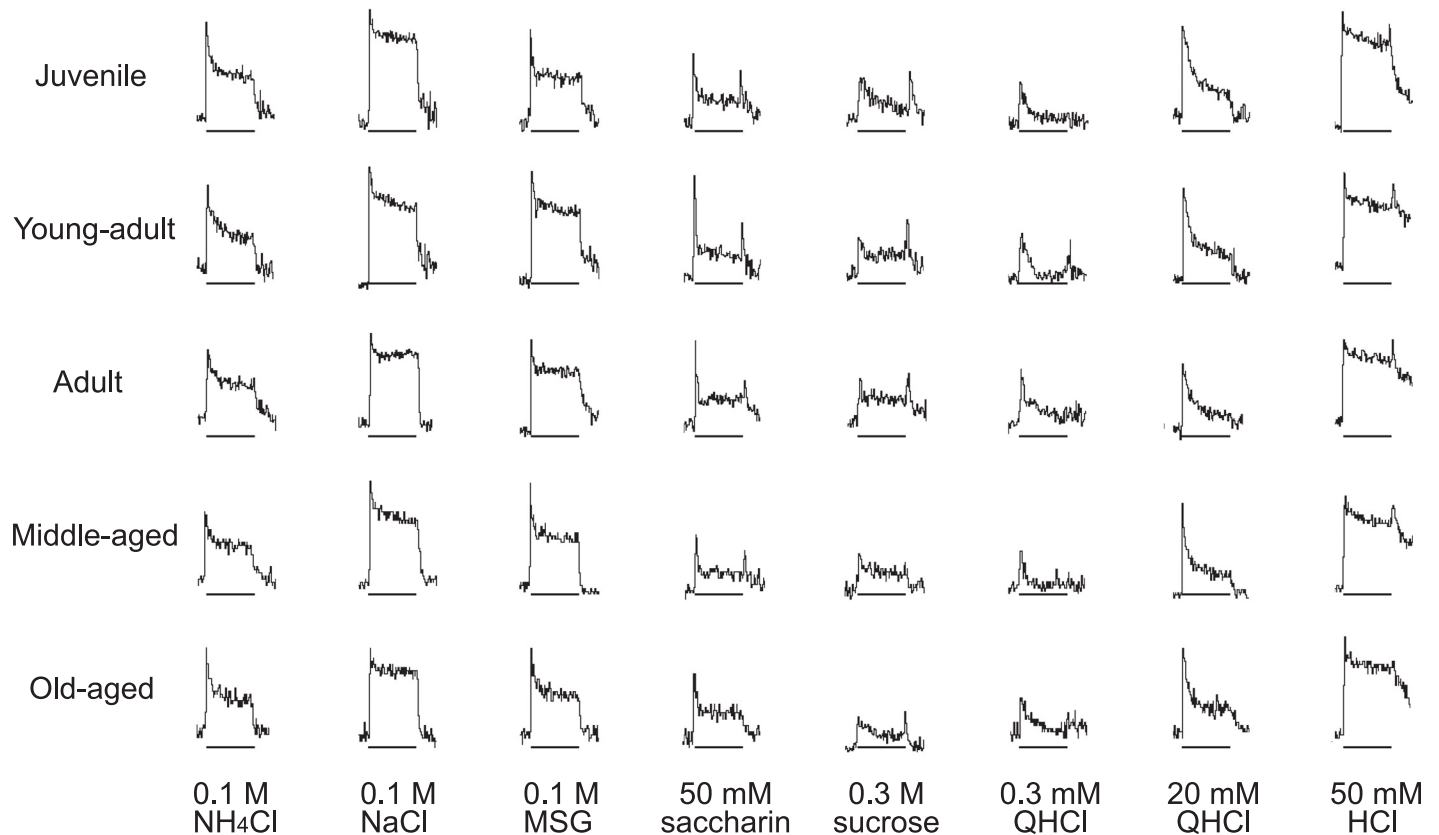 Juvenile
Young-adult
Adult
Middle-aged
Old-aged
0.1 M 0.1 M 0.1 M 50 mM 0.3 M 0.3 mM 20 mM 50 mM
NH₄Cl NaCl MSG saccharin sucrose QHCl QHCl HCl